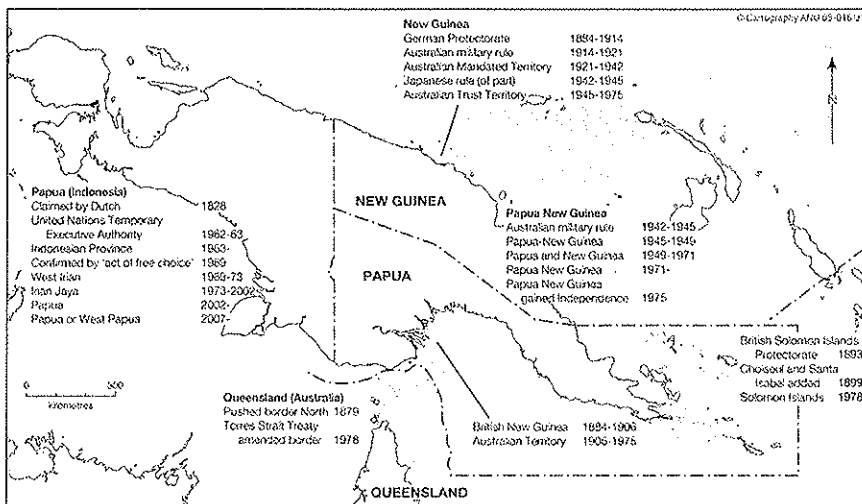 © Cartography ANU
New Guinea
German Protectorate 1884-1914
Australian military rule 1914-1921
Australian Mandated Territory 1921-1942
Japanese rule (of part) 1942-1945
Australian Trust Territory 1945-1975
N
Papua (Indonesia)
Claimed by Dutch 1828
United Nations Temporary
Executive Authority 1962-63
Indonesian Province 1963-
Confirmed by 'act of free choice' 1969
West Irian 1969-73
Irian Jaya 1973-2002
Papua 2002-
Papua or West Papua 2007-
NEW GUINEA
PAPUA
Papua New Guinea
Australian military rule 1942-1945
Papua-New Guinea 1945-1949
Papua and New Guinea 1949-1971
Papua New Guinea 1971-
Papua New Guinea
gained Independence 1975
British Solomon Islands
Protectorate 1893
Choiseul and Santa
Isabel added 1899
Solomon Islands 1978
0
kilometres
Queensland (Australia)
Pushed border North 1879
Torres Strait Treaty
amended border 1978
British New Guinea 1884-1906
Australian Territory 1906-1975
QUEENSLAND